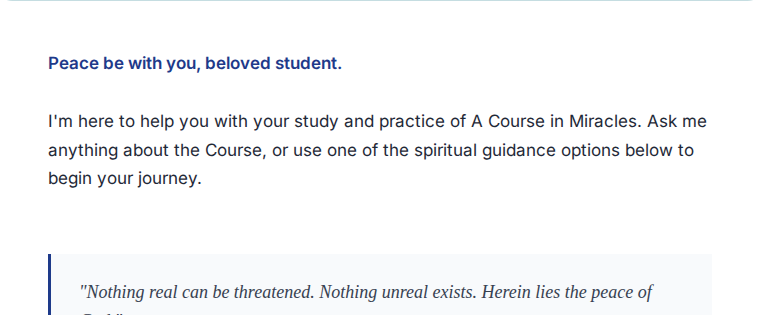 Peace be with you, beloved student.
I'm here to help you with your study and practice of A Course in Miracles. Ask me
anything about the Course, or use one of the spiritual guidance options below to
begin your journey.
"Nothing real can be threatened. Nothing unreal exists. Herein lies the peace of